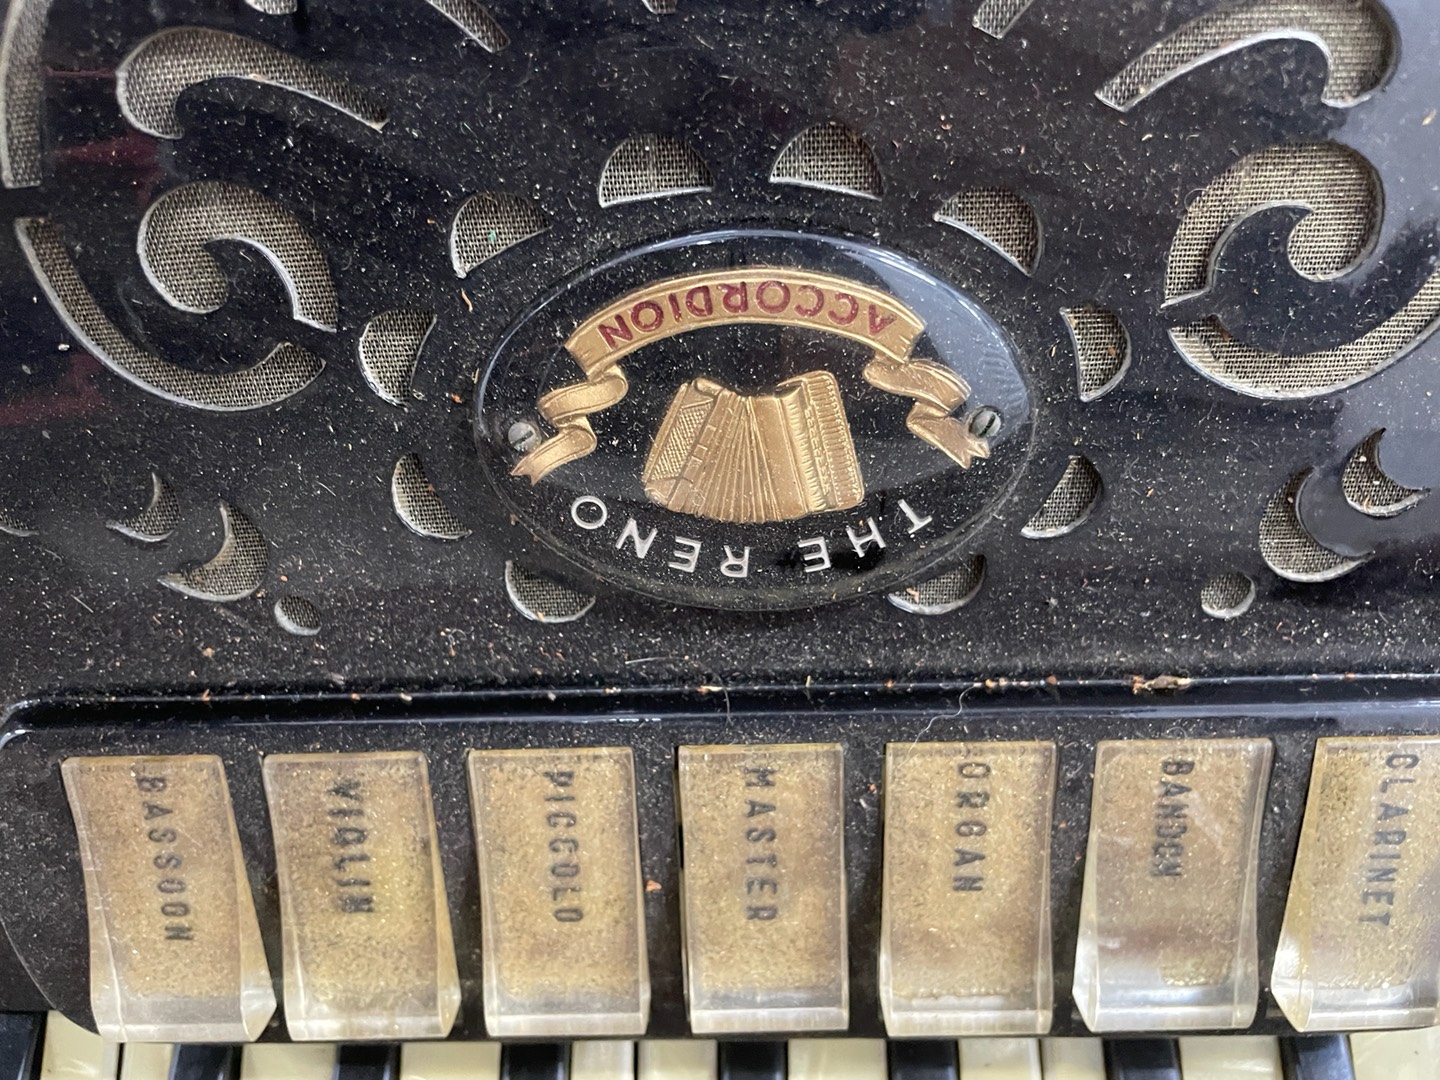 ACCORDION
THE RENO
BASSOON
VIOLIN
PICCOLO
MASTER
ORGAN
BANDON
CLARINET